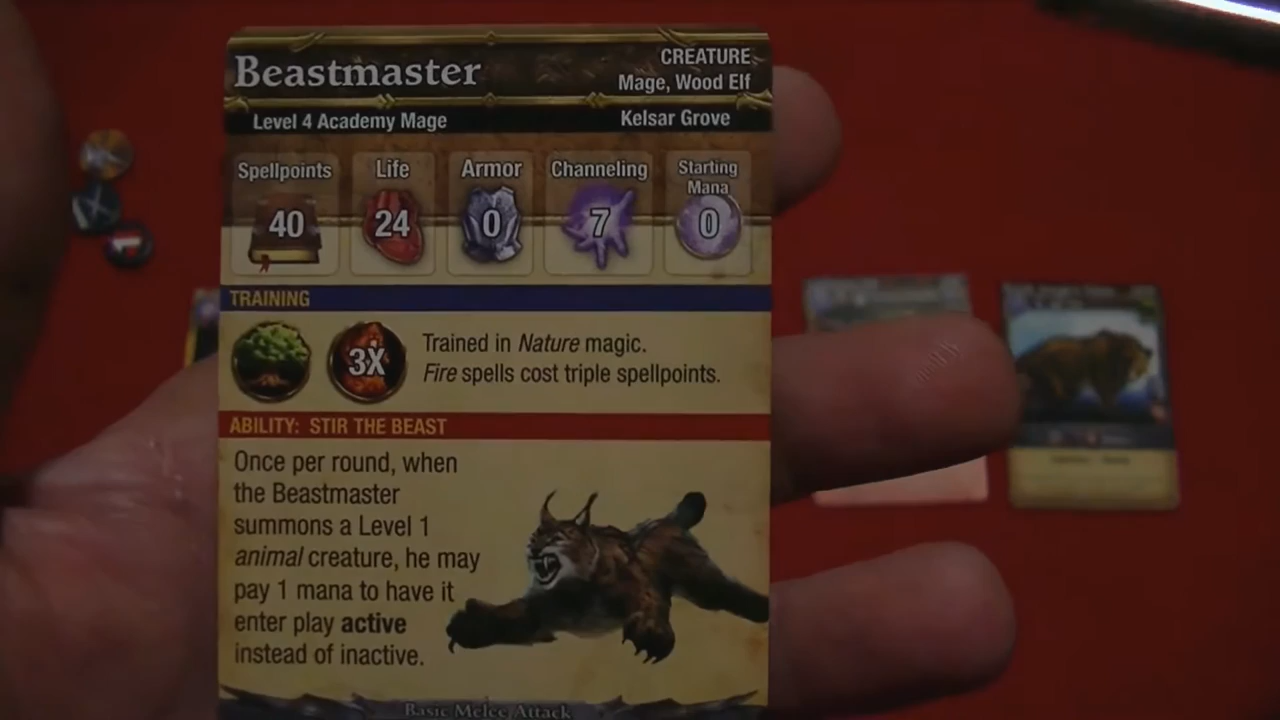 Beastmaster
CREATURE
Mage, Wood Elf
Level 4 Academy Mage
Kelsar Grove
Spellpoints
Life
Armor
Channeling
Starting
Mana
40
24
0
7
0
TRAINING
3X
Trained in Nature magic.
Fire spells cost triple spellpoints.
ABILITY: STIR THE BEAST
Once per round, when
the Beastmaster
summons a Level 1
animal creature, he may
pay 1 mana to have it
enter play active
instead of inactive.
Basic Melee Attack